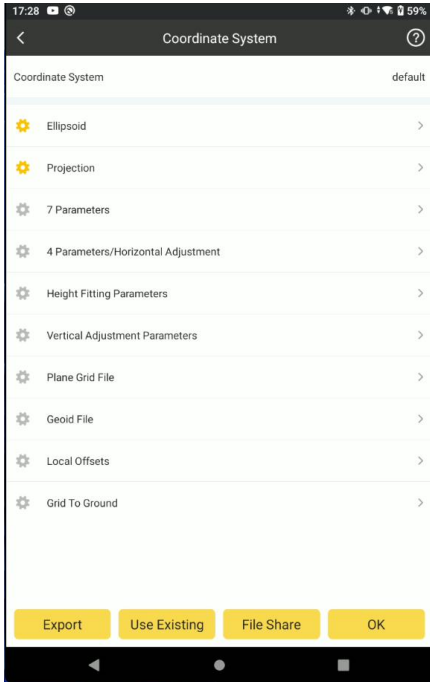 17:28 59%
Coordinate System
Coordinate System default
Ellipsoid
Projection
7 Parameters
4 Parameters/Horizontal Adjustment
Height Fitting Parameters
Vertical Adjustment Parameters
Plane Grid File
Geoid File
Local Offsets
Grid To Ground
Export Use Existing File Share OK